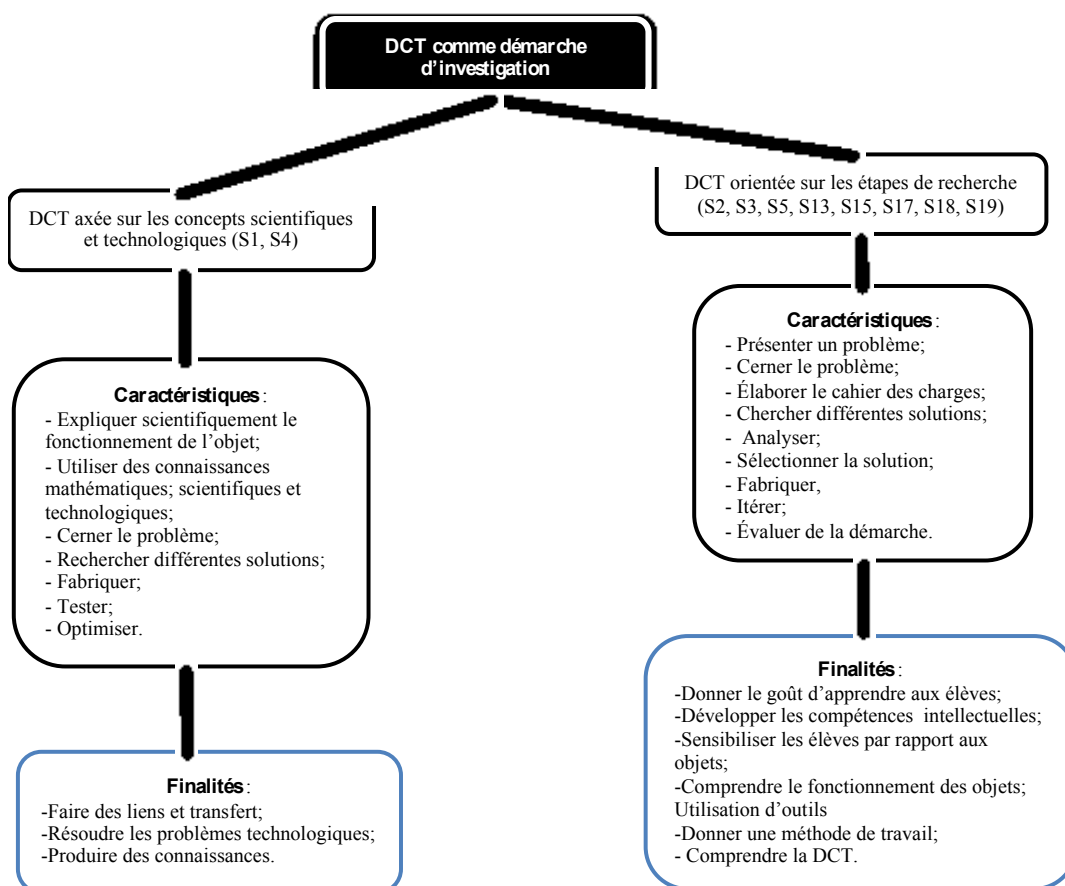 DCT comme démarche
d'investigation
DCT axée sur les concepts scientifiques
et technologiques (S1, S4)
Caractéristiques :
- Expliquer scientifiquement le
fonctionnement de l'objet;
- Utiliser des connaissances
mathématiques; scientifiques et
technologiques;
- Cerner le problème;
- Rechercher différentes solutions;
- Fabriquer;
- Tester;
- Optimiser.
Finalités :
-Faire des liens et transfert;
-Résoudre les problèmes technologiques;
-Produire des connaissances.
DCT orientée sur les étapes de recherche
(S2, S3, S5, S13, S15, S17, S18, S19)
Caractéristiques :
- Présenter un problème;
- Cerner le problème;
- Élaborer le cahier des charges;
- Chercher différentes solutions;
- Analyser;
- Sélectionner la solution;
- Fabriquer,
- Itérer;
- Évaluer de la démarche.
Finalités :
-Donner le goût d'apprendre aux élèves;
-Développer les compétences intellectuelles;
-Sensibiliser les élèves par rapport aux
objets;
-Comprendre le fonctionnement des objets;
Utilisation d'outils
-Donner une méthode de travail;
- Comprendre la DCT.